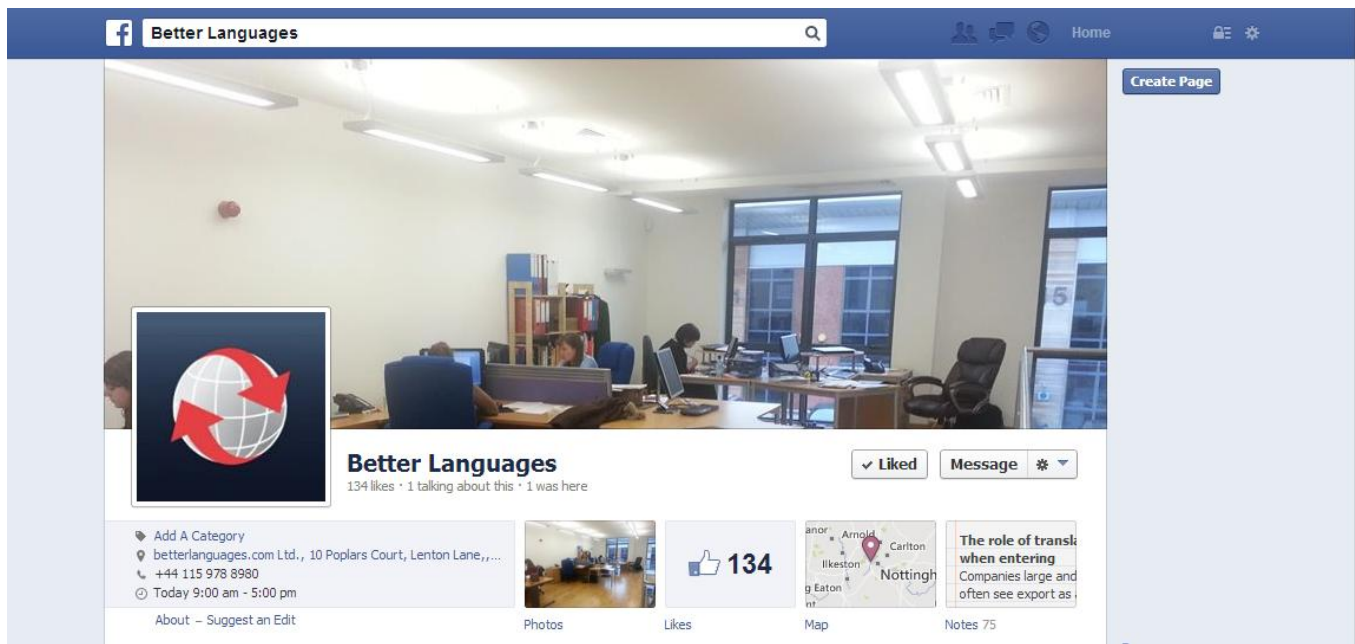 f Better Languages
Home
Create Page
5
Better Languages
134 likes · 1 talking about this · 1 was here
✓ Liked
Message
Add A Category
betterlanguages.com Ltd., 10 Poplars Court, Lenton Lane,,...
+44 115 978 8980
Today 9:00 am - 5:00 pm
About – Suggest an Edit
Photos
134
Likes
Arnold
Carlton
Ilkeston
Nottingh
g Eaton
Map
The role of transla
when entering
Companies large and
often see export as
Notes 75